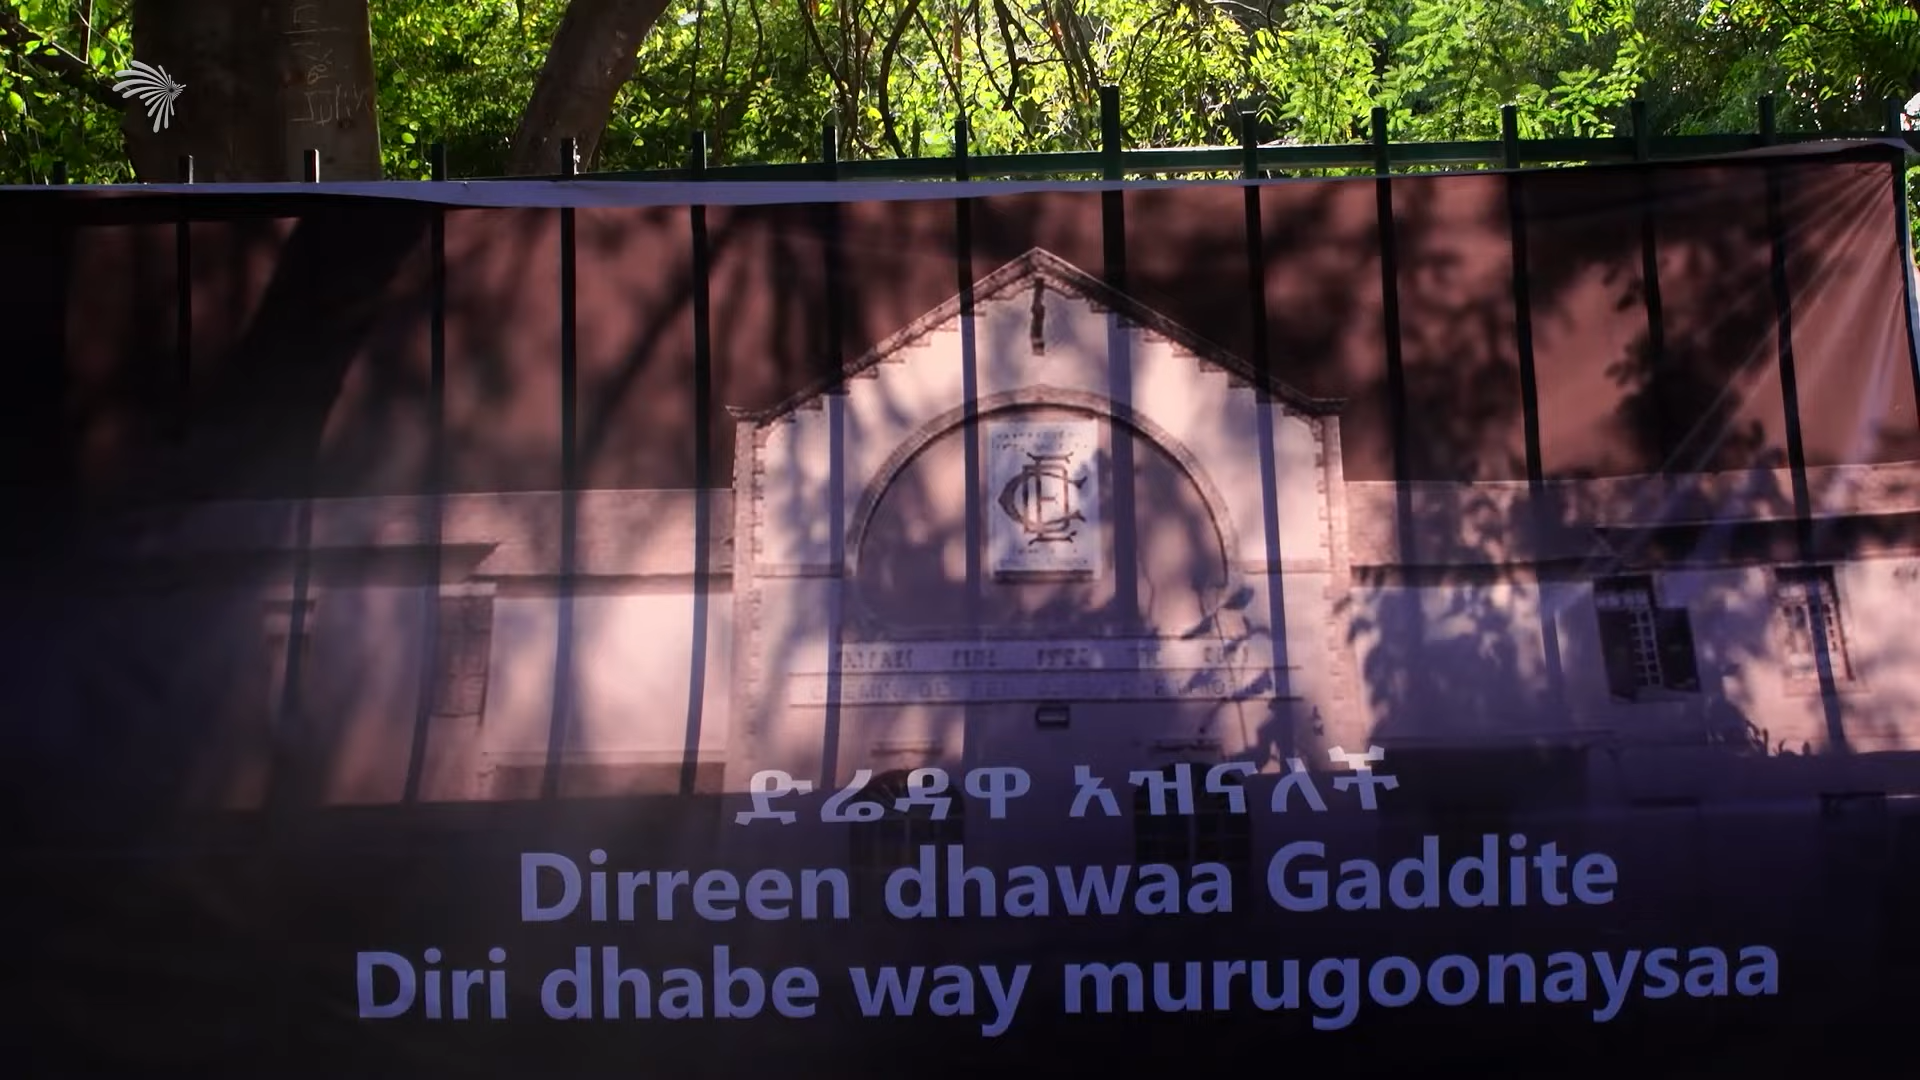 ድሬዳዋ አዝናለች
Dirreen dhawaa Gaddite
Diri dhabe way murugoonaysaa